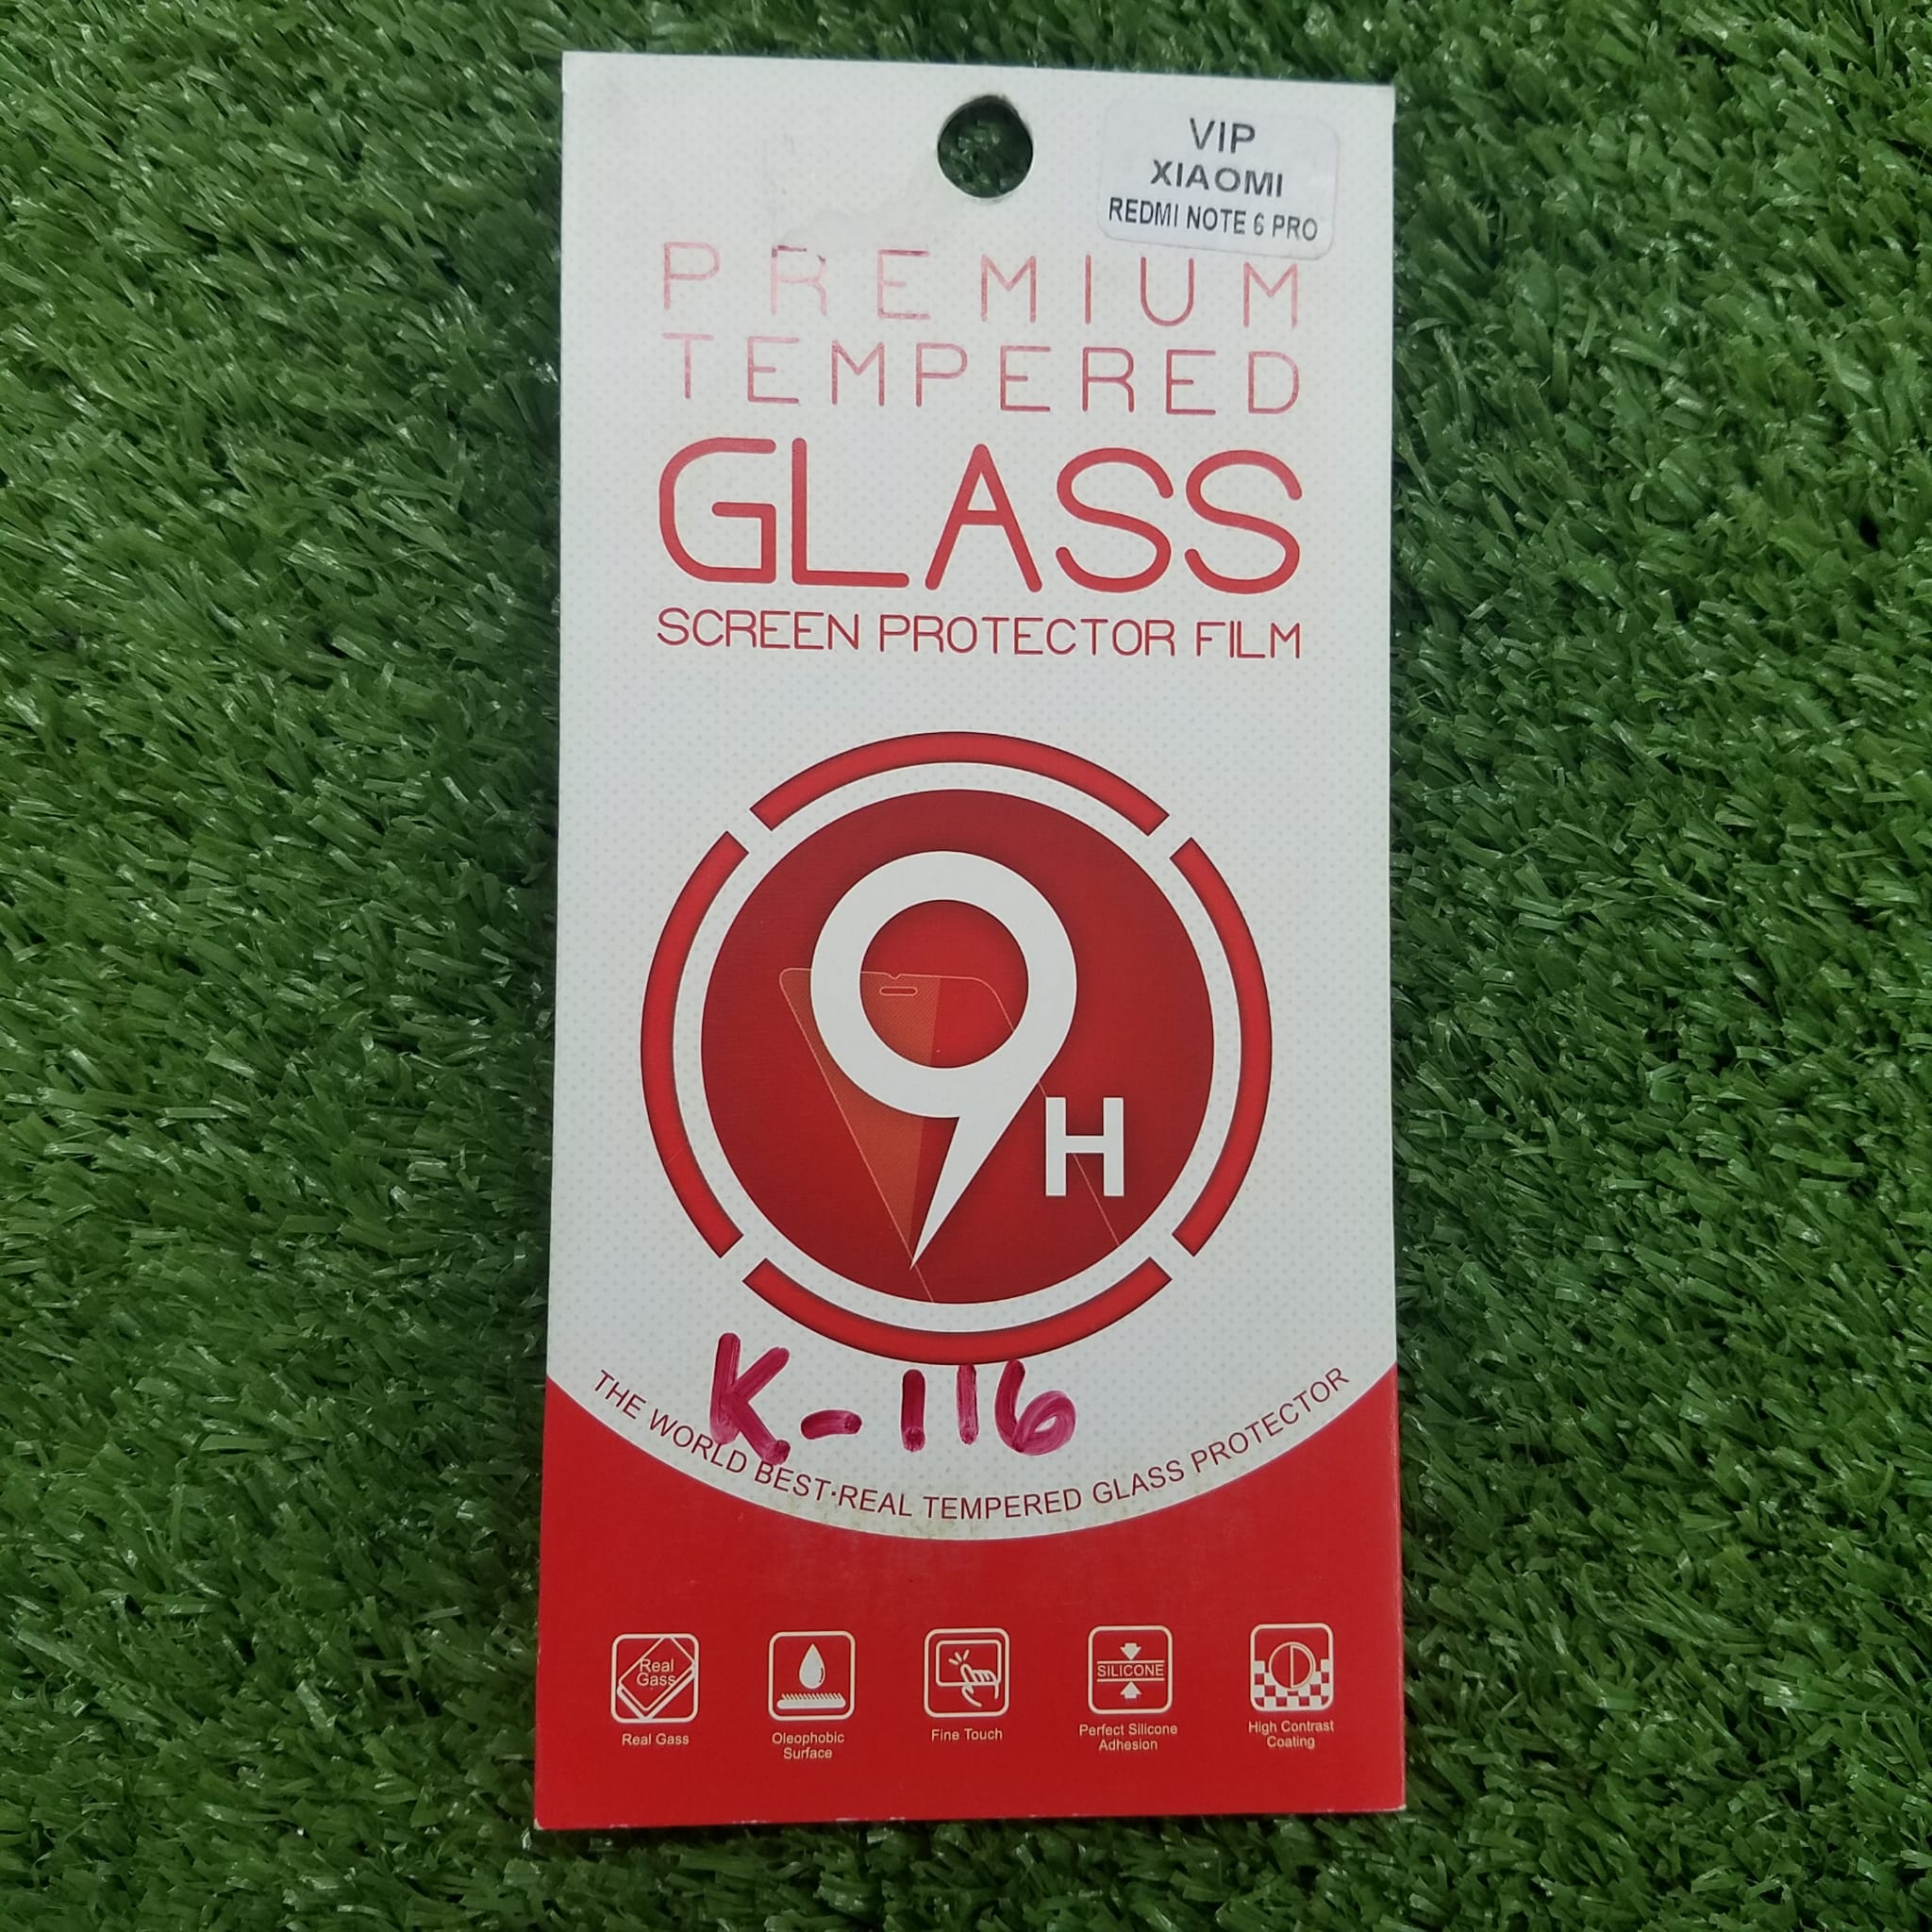 VIP
XIAOMI
REDMI NOTE 6 PRO
PREMIUM
TEMPERED
GLASS
SCREEN PROTECTOR FILM
9H
K-116
THE WORLD BEST·REAL TEMPERED GLASS PROTECTOR
Real
Gass
SILICONE
Real Gass
Oleophobic
Surface
Fine Touch
Perfect Silicone
Adhesion
High Contrast
Coating